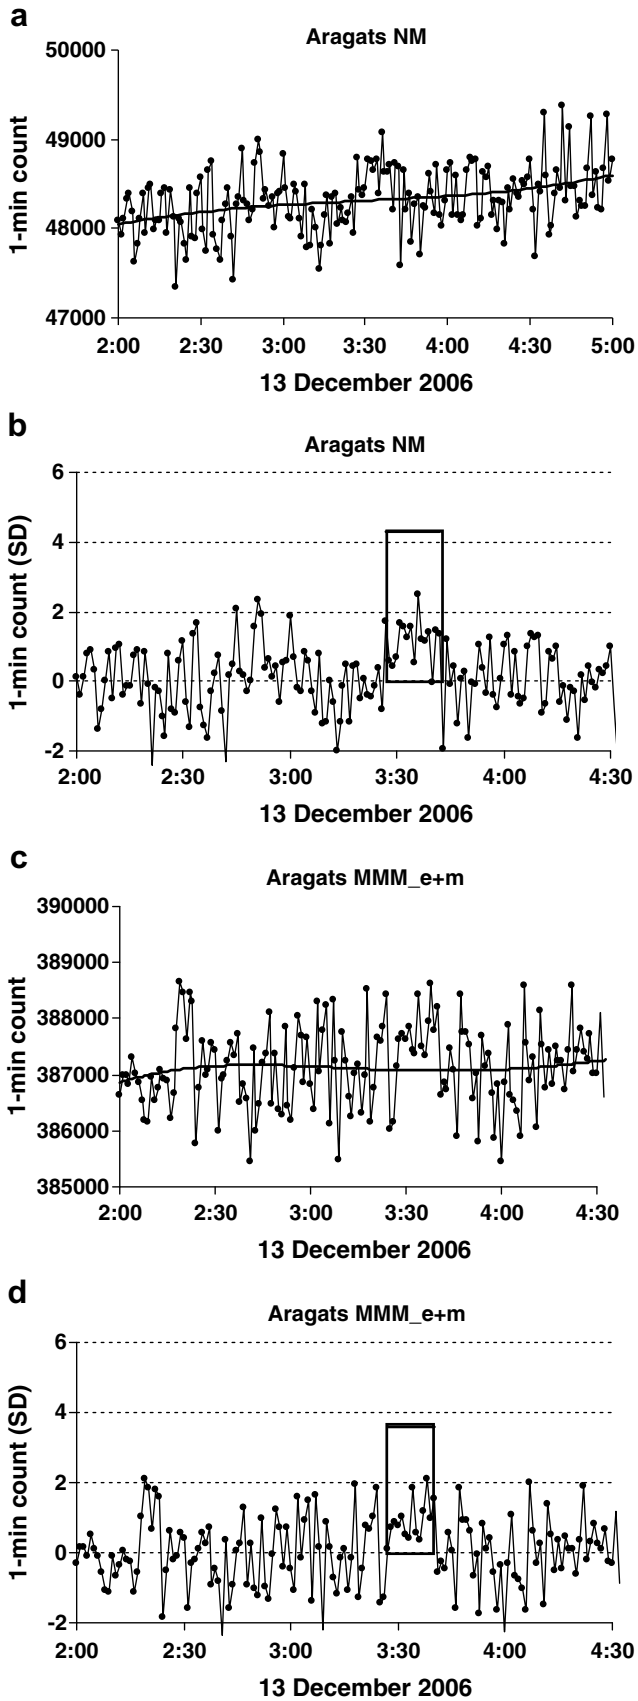 a
Aragats NM
1-min count
50000
49000
48000
47000
2:00 2:30 3:00 3:30 4:00 4:30 5:00
13 December 2006
b
Aragats NM
1-min count (SD)
6
4
2
0
-2
2:00 2:30 3:00 3:30 4:00 4:30
13 December 2006
c
Aragats MMM_e+m
1-min count
390000
389000
388000
387000
386000
385000
2:00 2:30 3:00 3:30 4:00 4:30
13 December 2006
d
Aragats MMM_e+m
1-min count (SD)
6
4
2
0
-2
2:00 2:30 3:00 3:30 4:00 4:30
13 December 2006